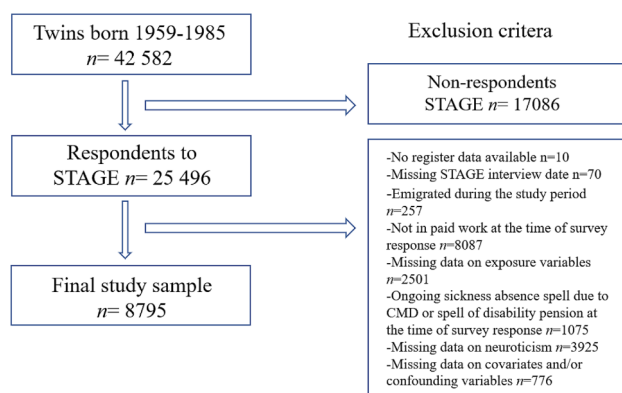 Twins born 1959-1985
n= 42 582
Exclusion criteria
Non-respondents
STAGE n= 17086
Respondents to
STAGE n= 25 496
-No register data available n=10
-Missing STAGE interview date n=70
-Emigrated during the study period
n=257
-Not in paid work at the time of survey
response n=8087
-Missing data on exposure variables
n=2501
-Ongoing sickness absence spell due to
CMD or spell of disability pension at
the time of survey response n=1075
-Missing data on neuroticism n=3925
-Missing data on covariates and/or
confounding variables n=776
Final study sample
n= 8795